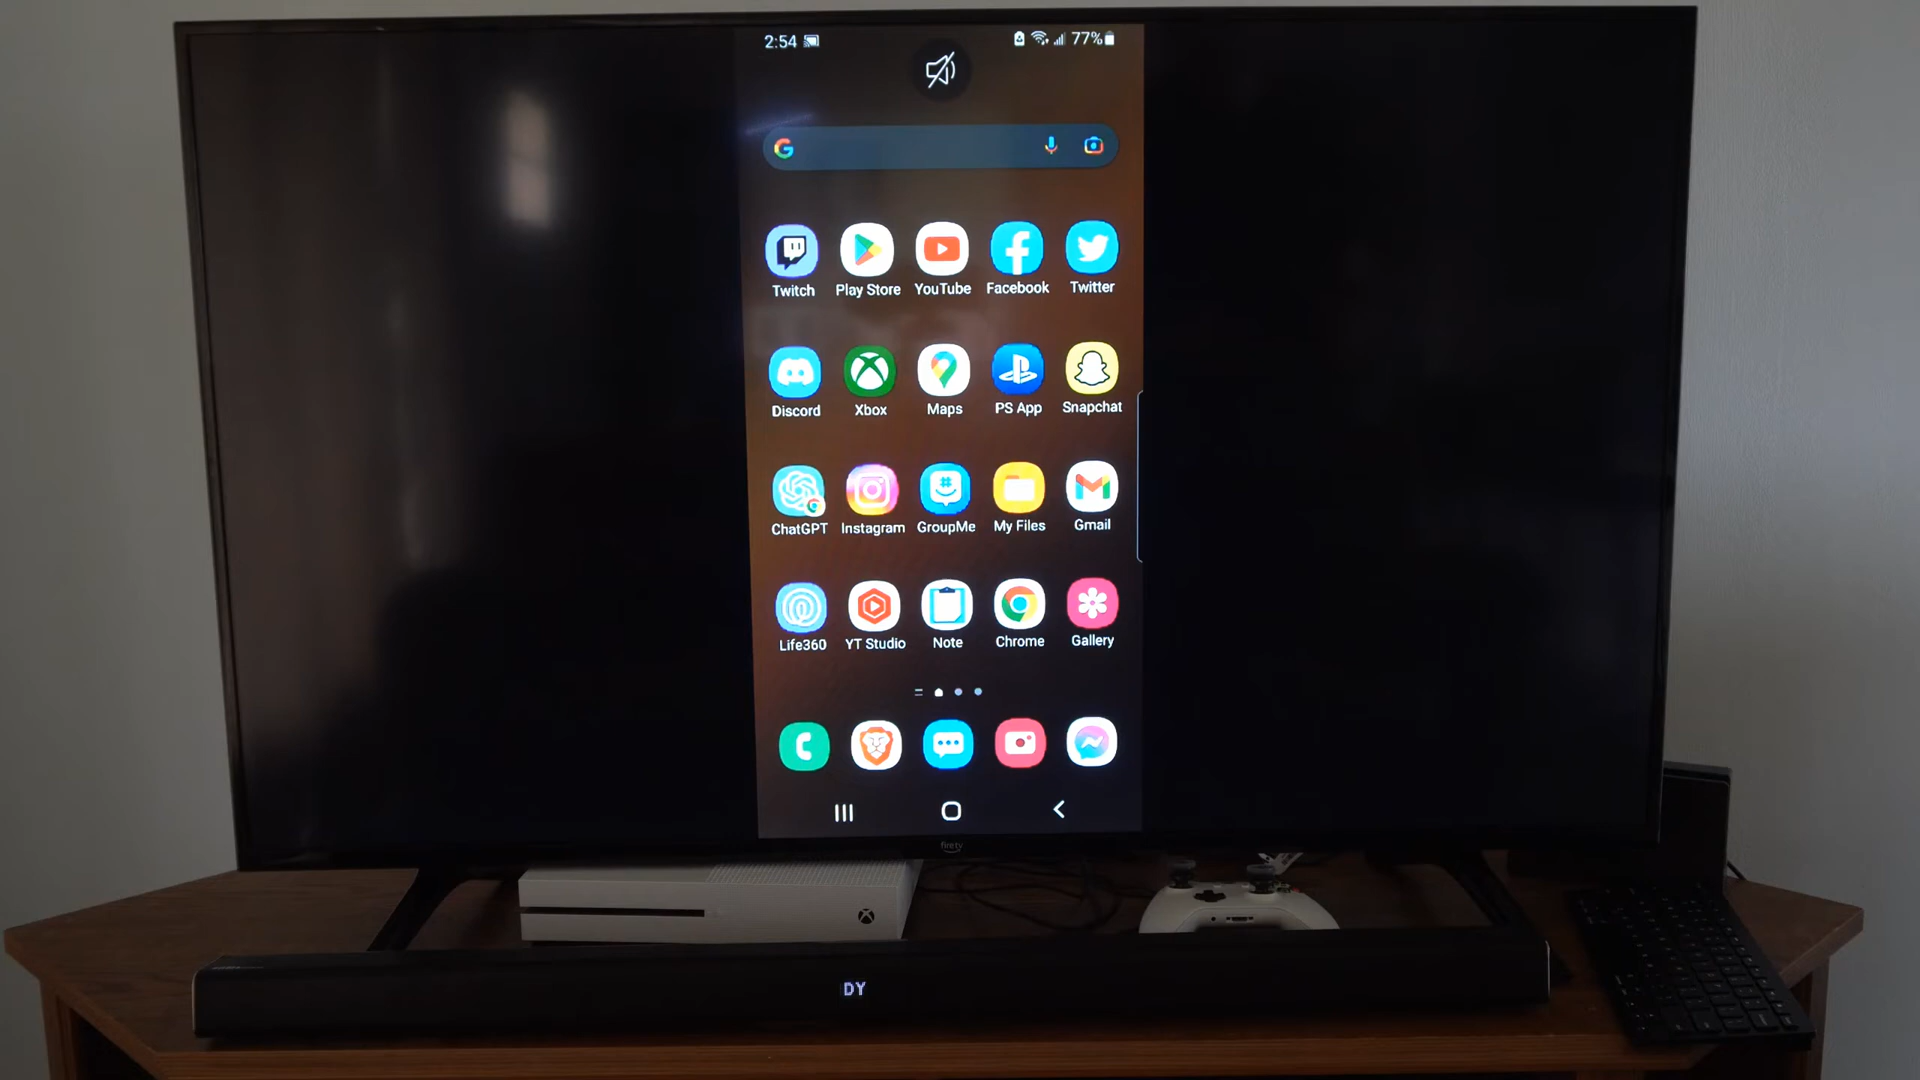 2:54 77%
Twitch Play Store YouTube Facebook Twitter
Discord Xbox Maps PS App Snapchat
ChatGPT Instagram GroupMe My Files Gmail
Life360 YT Studio Note Chrome Gallery
firetv
DY